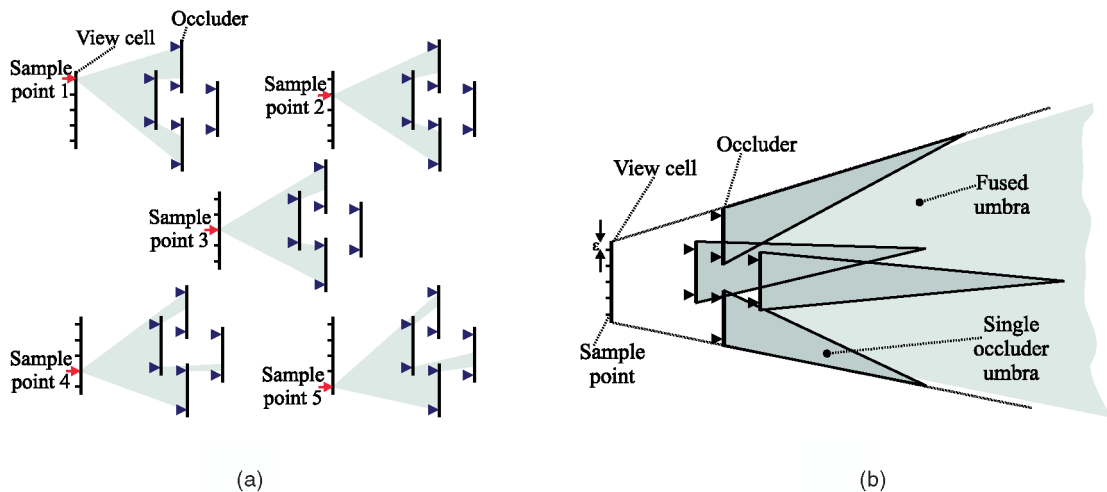 View cell
Occluder
Sample
point 1
Sample
point 2
Sample
point 3
Sample
point 4
Sample
point 5
(a)
Occluder
View cell
Fused
umbra
ε
Single
occluder
umbra
Sample
point
(b)